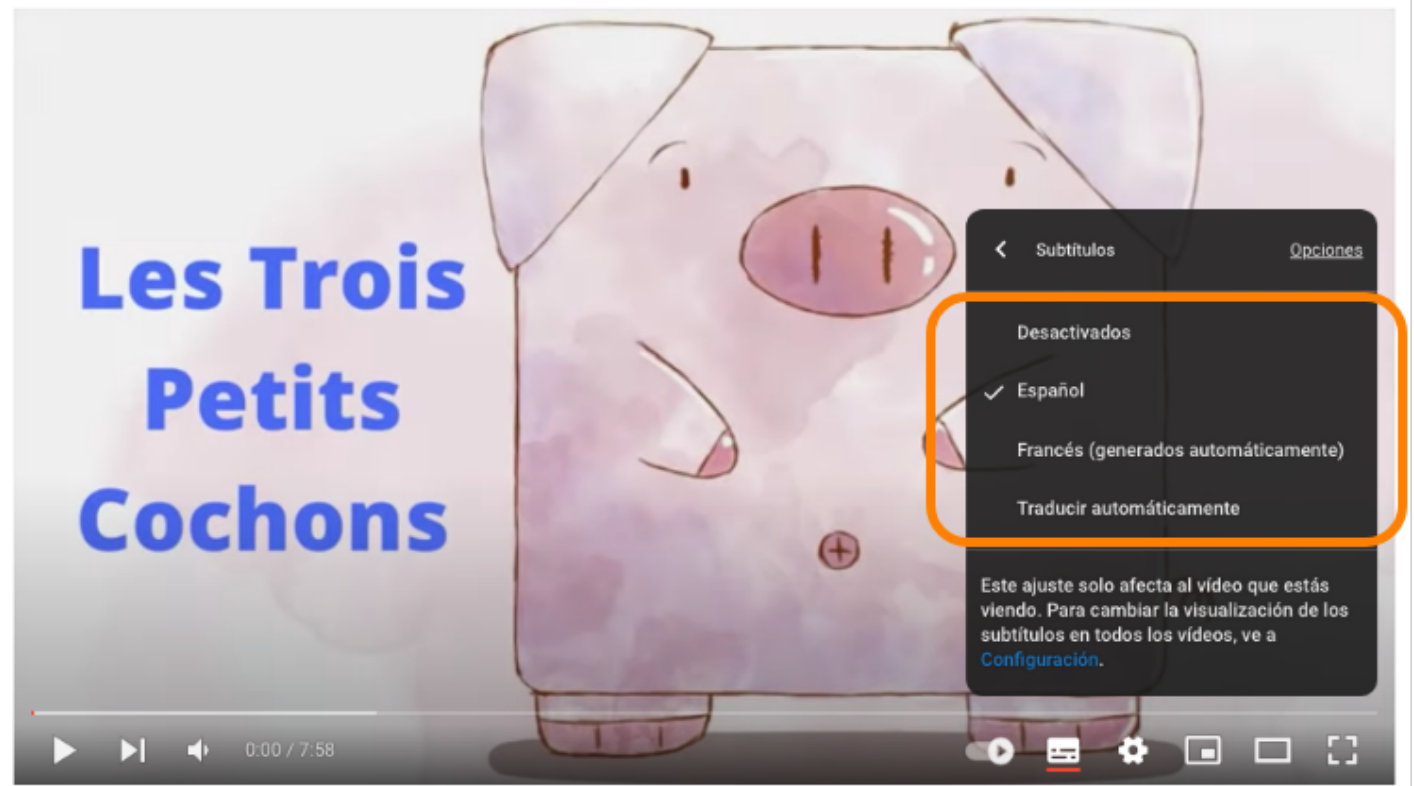 Les Trois
Petits
Cochons
Subtítulos
Opciones
Desactivados
Español
Francés (generados automáticamente)
Traducir automáticamente
Este ajuste solo afecta al vídeo que estás
viendo. Para cambiar la visualización de los
subtítulos en todos los vídeos, ve a
Configuración.
0:00 / 7:58